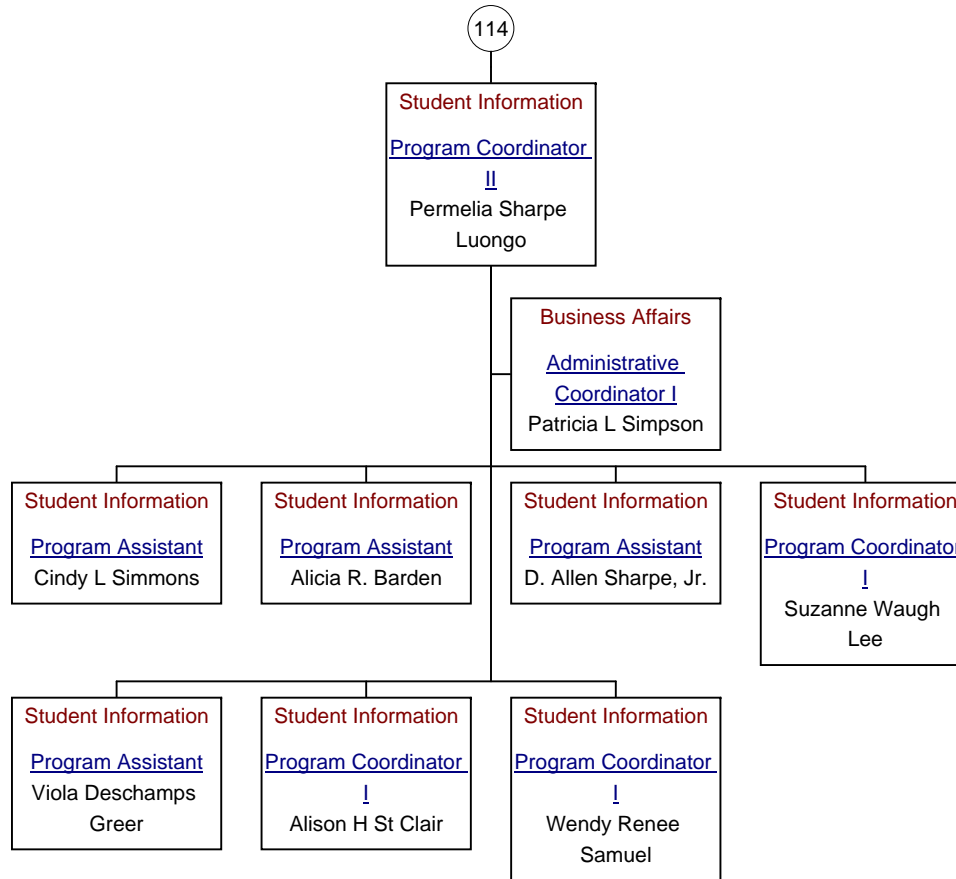 114
Student Information
Program Coordinator
II
Permelia Sharpe
Luongo
Business Affairs
Administrative
Coordinator I
Patricia L Simpson
Student Information
Program Assistant
Cindy L Simmons
Student Information
Program Assistant
Alicia R. Barden
Student Information
Program Assistant
D. Allen Sharpe, Jr.
Student Information
Program Coordinator
I
Suzanne Waugh
Lee
Student Information
Program Assistant
Viola Deschamps
Greer
Student Information
Program Coordinator
I
Alison H St Clair
Student Information
Program Coordinator
I
Wendy Renee
Samuel